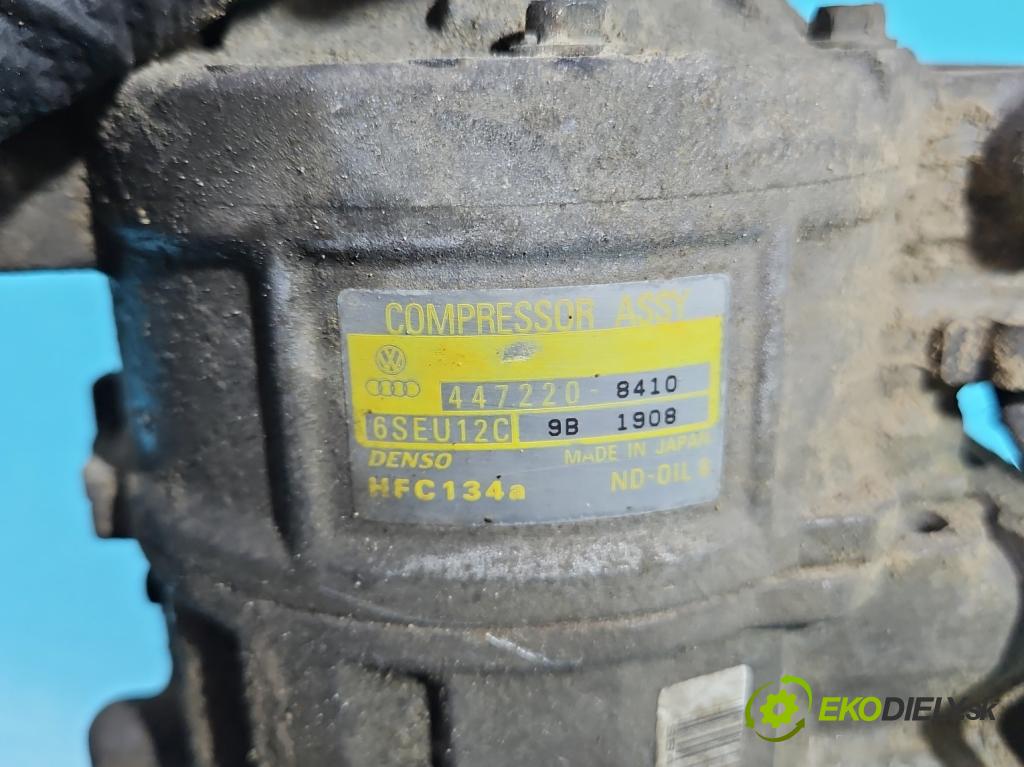 COMPRESSOR ASSY
447220-8410
6SEU12C 9B 1908
DENSO MADE IN JAPAN
HFC134a ND-OIL 8
EKODIELY.sk